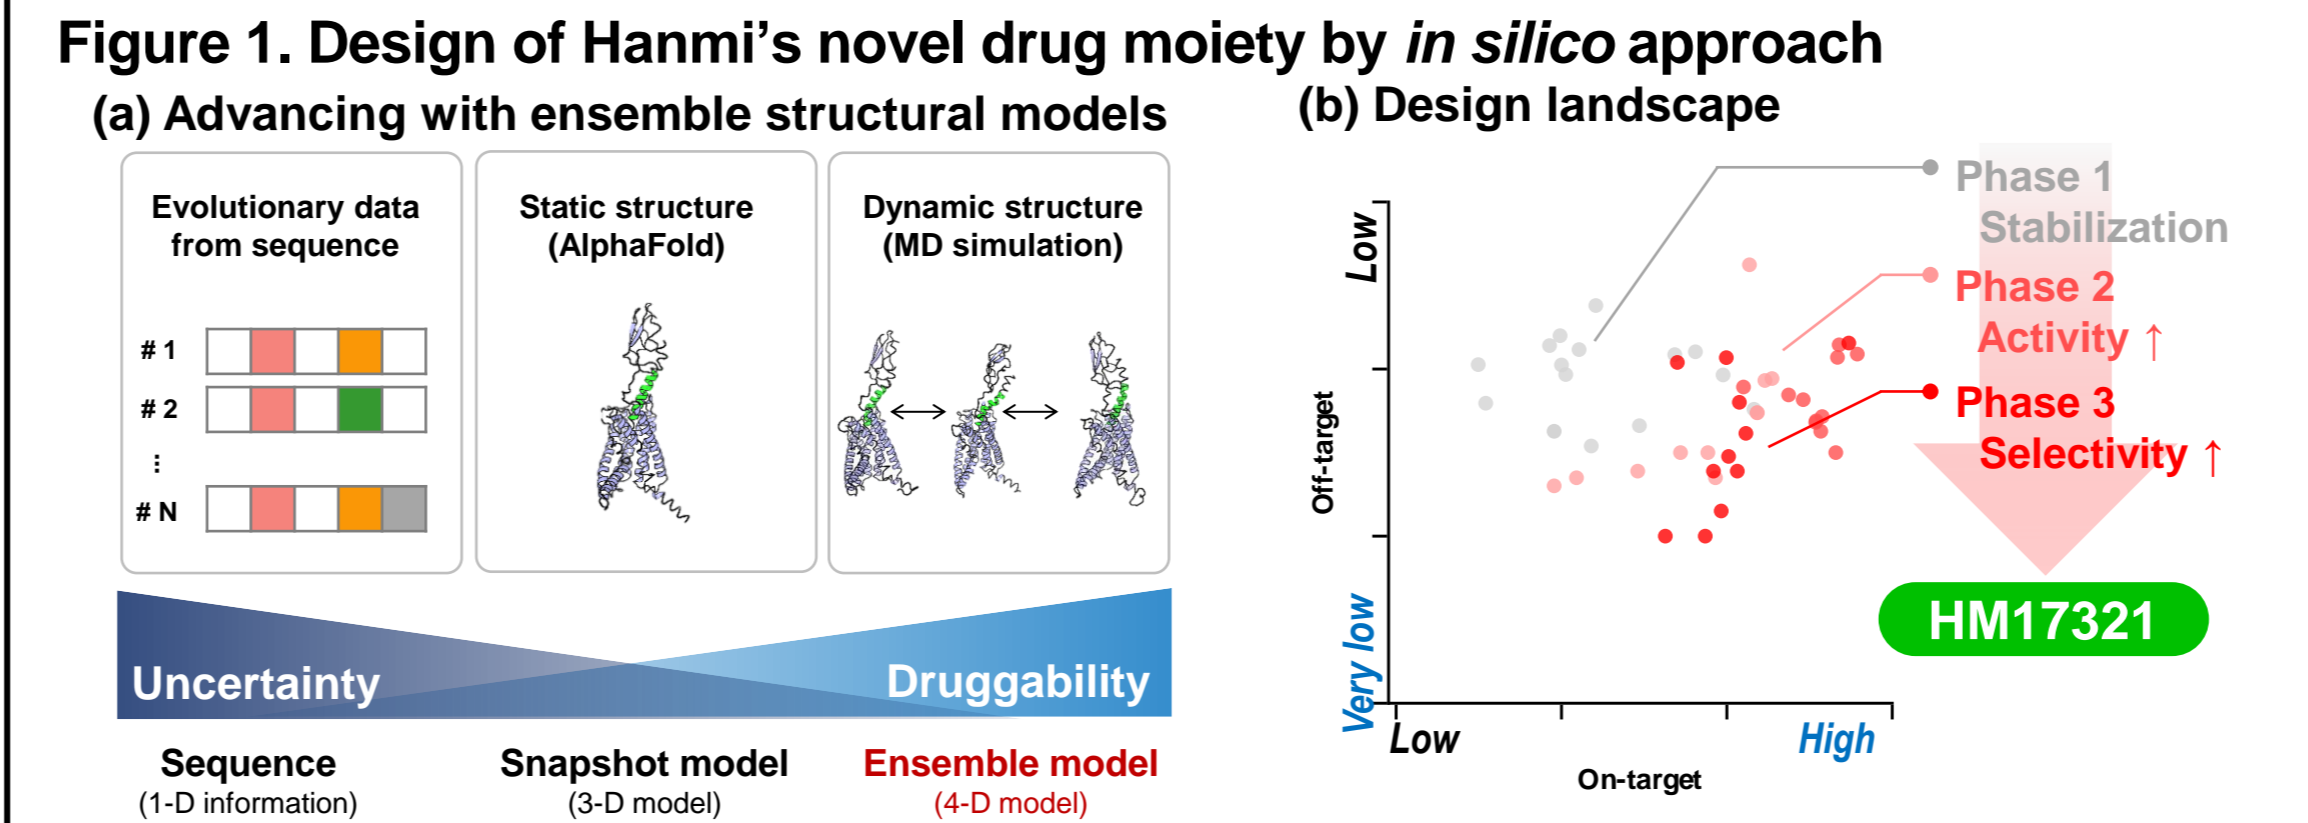 Figure 1. Design of Hanmi’s novel drug moiety by in silico approach
(a) Advancing with ensemble structural models
Evolutionary data
from sequence
# 1
# 2
⋮
# N
Static structure
(AlphaFold)
Dynamic structure
(MD simulation)
Uncertainty
Druggability
Sequence
(1-D information)
Snapshot model
(3-D model)
Ensemble model
(4-D model)
(b) Design landscape
Low
Off-target
Very low
Low
High
On-target
Phase 1
Stabilization
Phase 2
Activity ↑
Phase 3
Selectivity ↑
HM17321